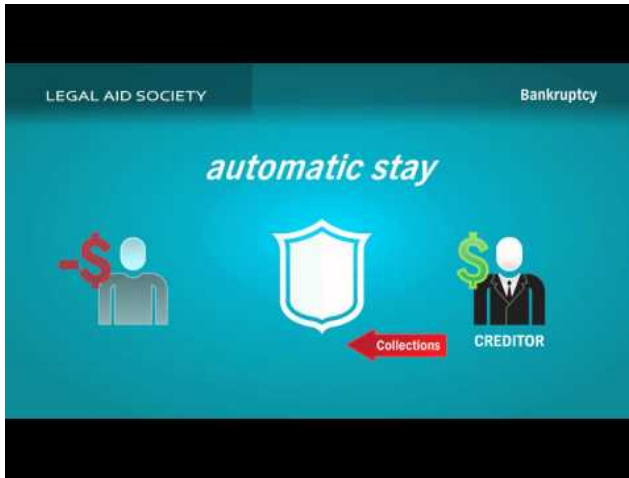 LEGAL AID SOCIETY
Bankruptcy
automatic stay
-$
$
Collections
CREDITOR